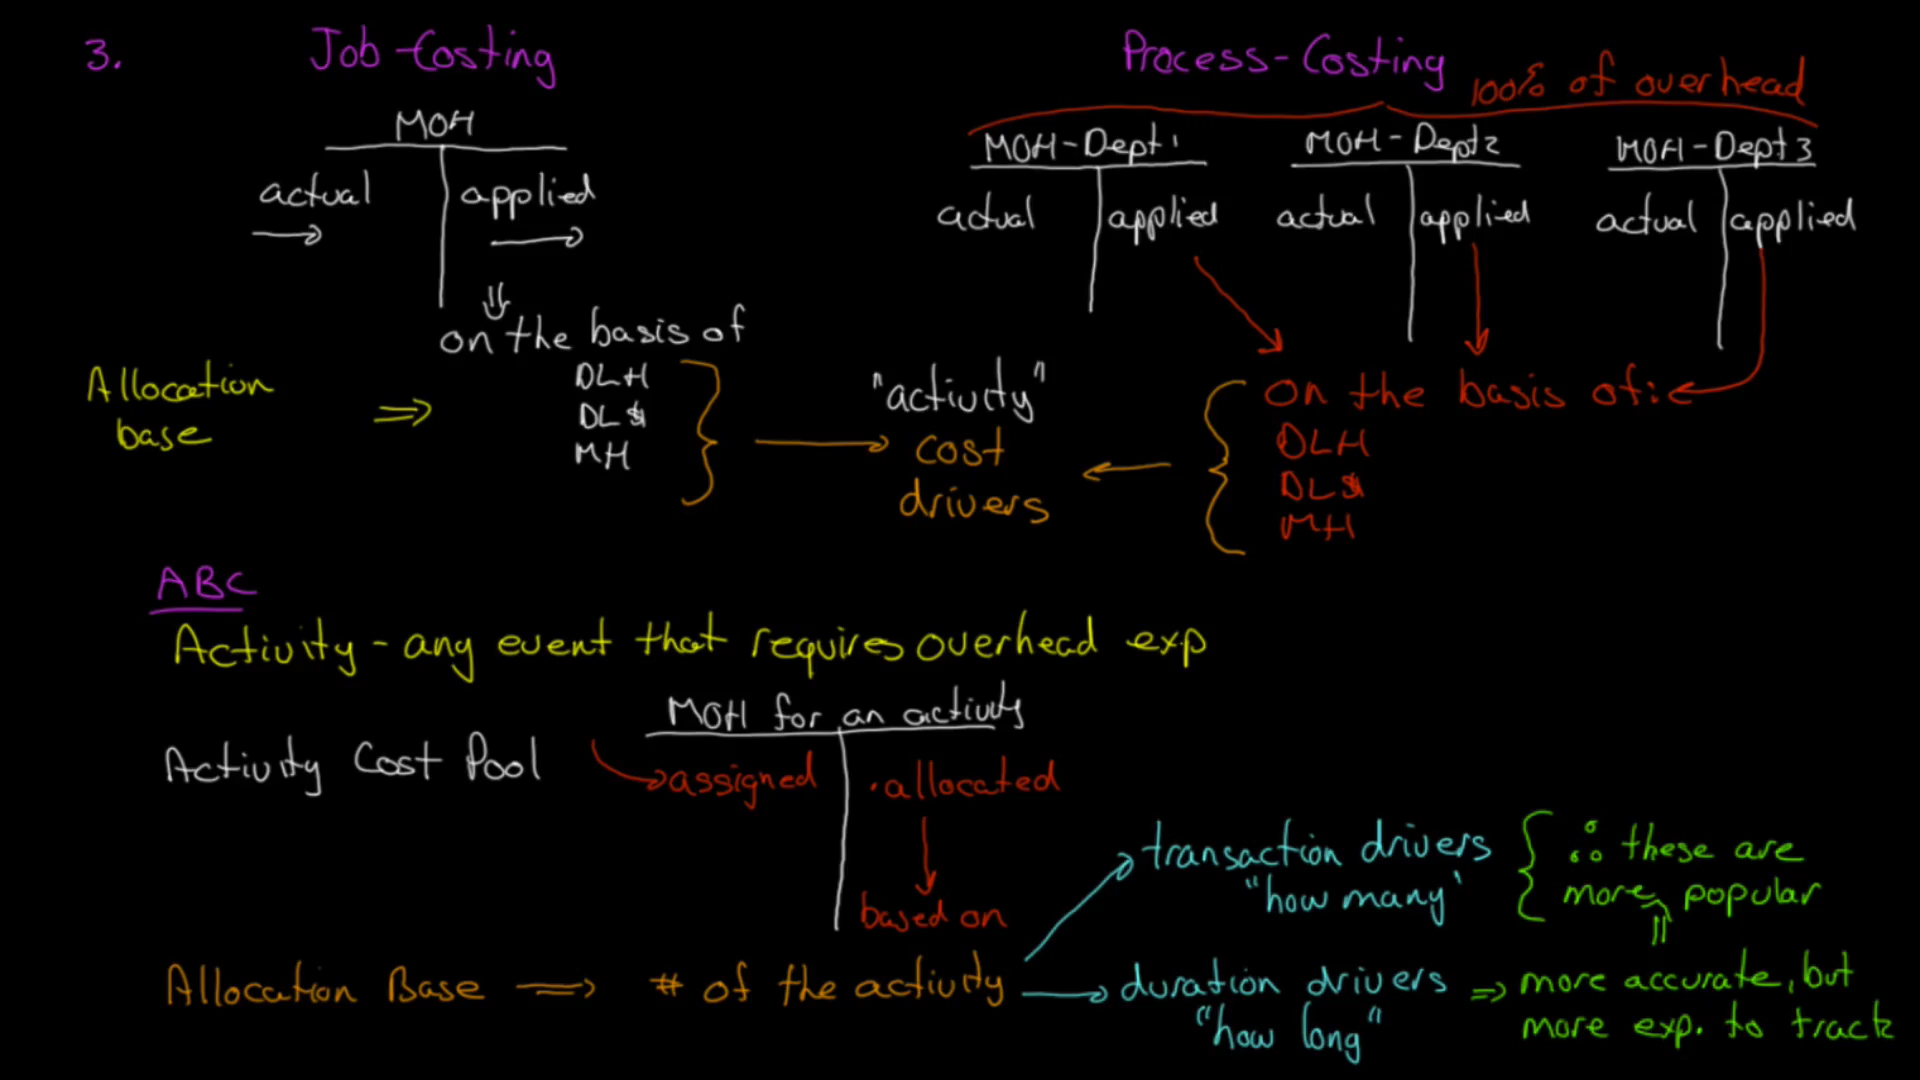 3.
Job-Costing
Process-Costing
100% of overhead
MOH
actual
applied
MOH-Dept 1
actual
applied
MOH-Dept 2
actual
applied
MOH-Dept 3
actual
applied
on the basis of
DLH
DL$
MH
Allocation
base
"activity"
cost
drivers
on the basis of:
DLH
DL$
MH
ABC
Activity - any event that requires overhead exp
MOH for an activity
Activity Cost Pool
assigned
allocated
based on
Allocation Base => # of the activity
transaction drivers
"how many"
∴ these are
more popular
duration drivers
"how long"
=> more accurate, but
more exp. to track